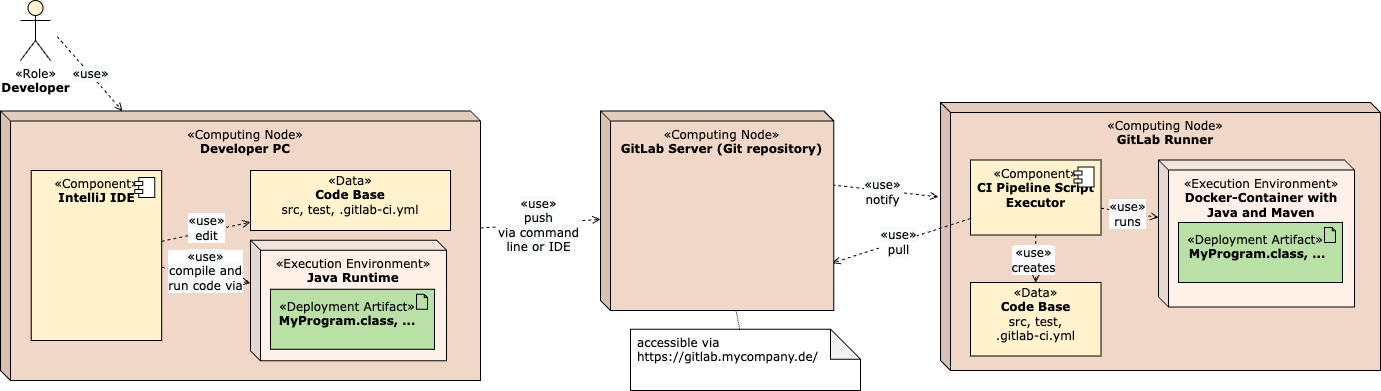 «Role»
Developer
«use»
«Computing Node»
Developer PC
«Component»
IntelliJ IDE
«Data»
Code Base
src, test, .gitlab-ci.yml
«use»
edit
«use»
compile and
run code via
«Execution Environment»
Java Runtime
«Deployment Artifact»
MyProgram.class, ...
«use»
push
via command
line or IDE
«Computing Node»
GitLab Server (Git repository)
accessible via
https://gitlab.mycompany.de/
«use»
notify
«use»
pull
«Computing Node»
GitLab Runner
«Component»
CI Pipeline Script
Executor
«use»
runs
«use»
creates
«Data»
Code Base
src, test,
.gitlab-ci.yml
«Execution Environment»
Docker-Container with
Java and Maven
«Deployment Artifact»
MyProgram.class, ...